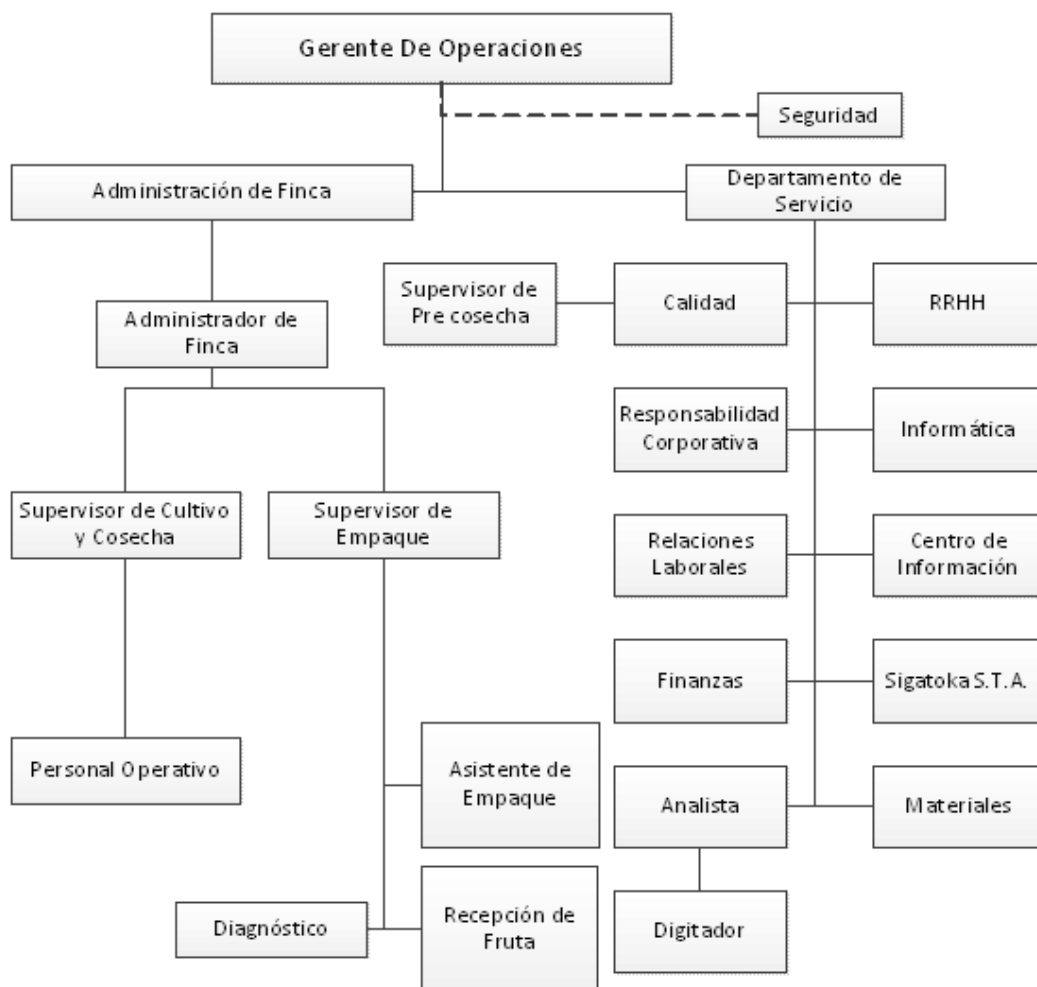 Gerente De Operaciones
Seguridad
Administración de Finca
Departamento de
Servicio
Supervisor de
Pre cosecha
Calidad
RRHH
Administrador de
Finca
Responsabilidad
Corporativa
Informática
Supervisor de Cultivo
y Cosecha
Supervisor de
Empaque
Relaciones
Laborales
Centro de
Información
Finanzas
Sigatoka S.T.A.
Personal Operativo
Asistente de
Empaque
Analista
Materiales
Diagnóstico
Recepción de
Fruta
Digitador